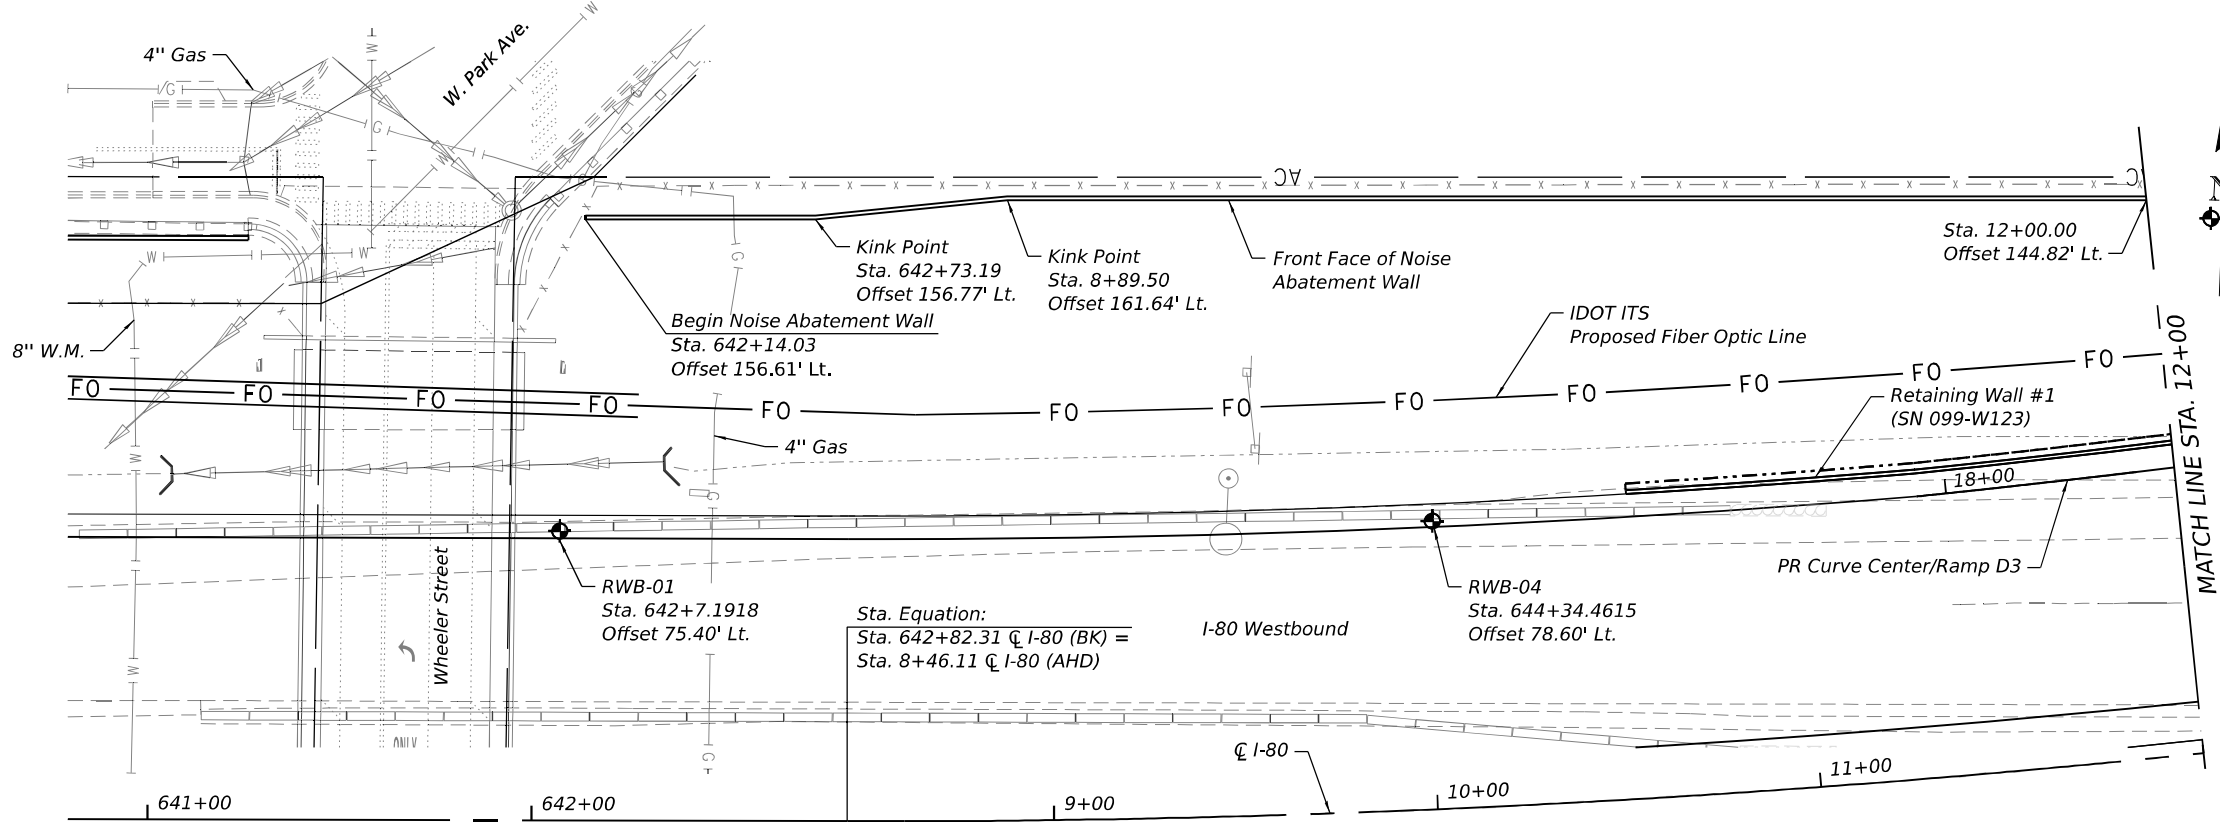 4" Gas
W. Park Ave.
W
W
W
W
G
G
G
AC
C
Kink Point
Sta. 642+73.19
Offset 156.77' Lt.
Kink Point
Sta. 8+89.50
Offset 161.64' Lt.
Front Face of Noise
Abatement Wall
Sta. 12+00.00
Offset 144.82' Lt.
Begin Noise Abatement Wall
Sta. 642+14.03
Offset 156.61' Lt.
W
W
G
8" W.M.
IDOT ITS
Proposed Fiber Optic Line
FO
FO
FO
FO
FO
FO
FO
FO
FO
FO
FO
FO
Retaining Wall #1
(SN 099-W123)
4" Gas
W
G
18+00
MATCH LINE STA. 12+00
PR Curve Center/Ramp D3
Wheeler Street
RWB-01
Sta. 642+7.1918
Offset 75.40' Lt.
RWB-04
Sta. 644+34.4615
Offset 78.60' Lt.
Sta. Equation:
Sta. 642+82.31 ℄ I-80 (BK) =
Sta. 8+46.11 ℄ I-80 (AHD)
I-80 Westbound
W
ONLY
G
℄ I-80
641+00
642+00
9+00
10+00
11+00